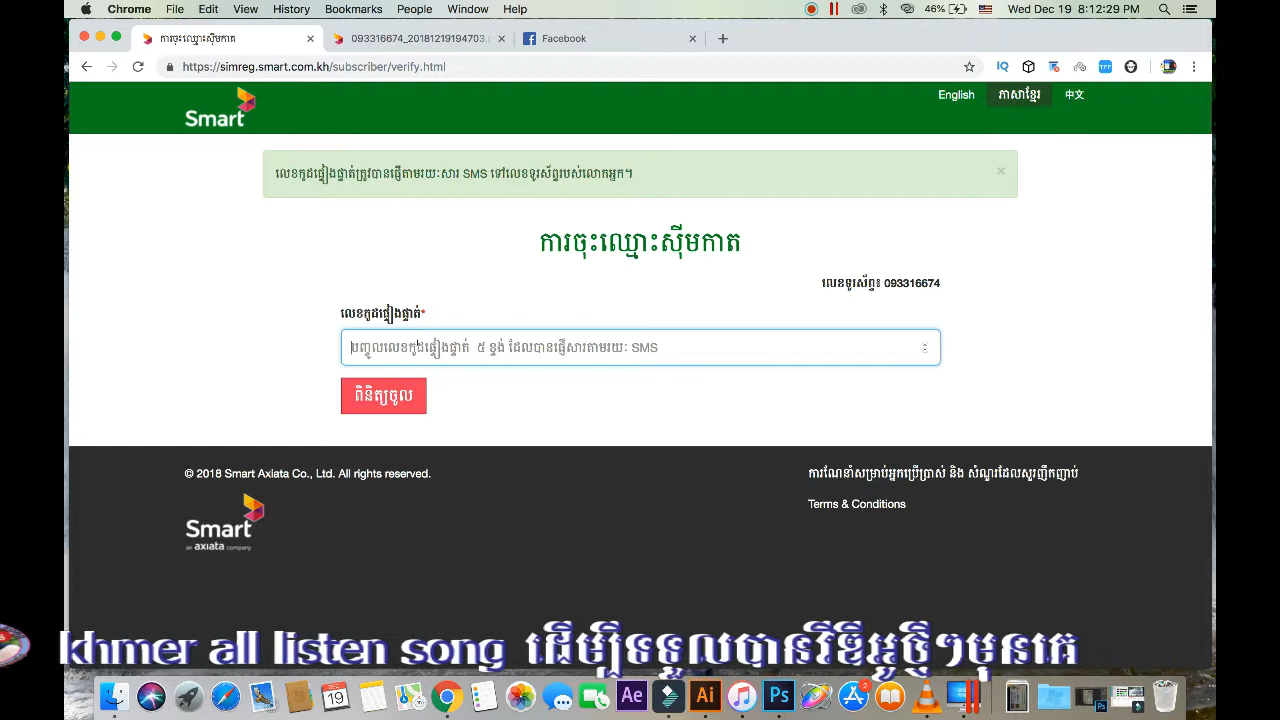 Chrome File Edit View History Bookmarks People Window Help 46% Wed Dec 19 8:12:29 PM
ការចុះឈ្មោះស៊ីមកាត 093316674_20181219194703.p Facebook
https://simreg.smart.com.kh/subscriber/verify.html
IQ TFF
Smart
English ភាសាខ្មែរ 中文
លេខកូដផ្ទៀងផ្ទាត់ត្រូវបានផ្ញើតាមរយៈសារ SMS ទៅលេខទូរស័ព្ទរបស់លោកអ្នក។ ×
ការចុះឈ្មោះស៊ីមកាត
លេខទូរស័ព្ទ៖ 093316674
លេខកូដផ្ទៀងផ្ទាត់*
បញ្ចូលលេខកូដផ្ទៀងផ្ទាត់ ៥ ខ្ទង់ ដែលបានផ្ញើសារតាមរយៈ SMS
ពិនិត្យចូល
© 2018 Smart Axiata Co., Ltd. All rights reserved.
ការណែនាំសម្រាប់អ្នកប្រើប្រាស់ និង សំណួរដែលសួរញឹកញាប់
Terms & Conditions
Smart
an axiata company
khmer all listen song ដើម្បីទទួលបានវីឌីអូថ្មីៗមុនគេ
DEC 19 Ae Ai Ps 2